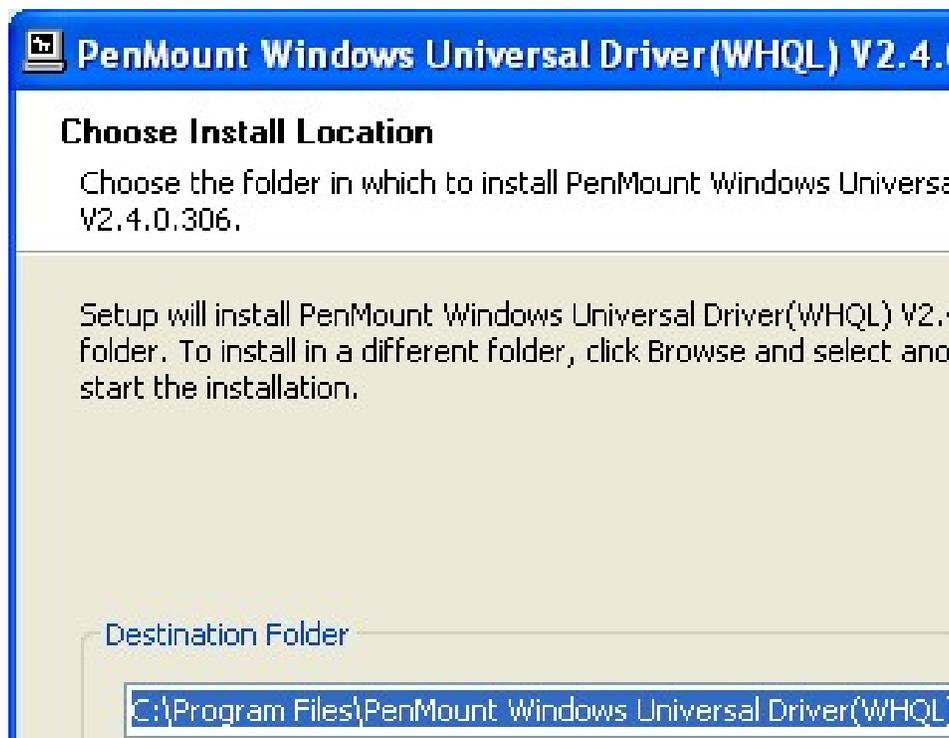 PenMount Windows Universal Driver(WHQL) V2.4.
Choose Install Location
Choose the folder in which to install PenMount Windows Universa
V2.4.0.306.
Setup will install PenMount Windows Universal Driver(WHQL) V2.
folder. To install in a different folder, click Browse and select ano
start the installation.
Destination Folder
C:\Program Files\PenMount Windows Universal Driver(WHQL)